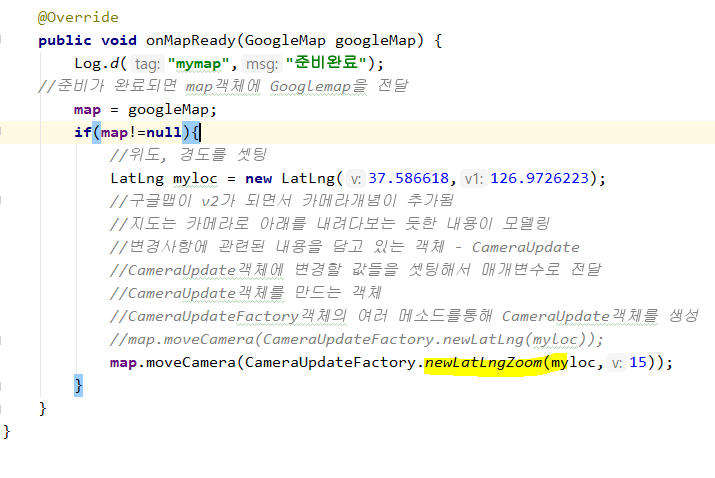 @Override
public void onMapReady(GoogleMap googleMap) {
Log.d( tag: "mymap", msg: "준비완료");
//준비가 완료되면 map객체에 Googlemap을 전달
map = googleMap;
if(map!=null){
//위도, 경도를 셋팅
LatLng myloc = new LatLng( v: 37.586618, v1: 126.9726223);
//구글맵이 v2가 되면서 카메라개념이 추가됨
//지도는 카메라로 아래를 내려다보는 듯한 내용이 모델링
//변경사항에 관련된 내용을 담고 있는 객체 - CameraUpdate
//CameraUpdate객체에 변경할 값들을 셋팅해서 매개변수로 전달
//CameraUpdate객체를 만드는 객체
//CameraUpdateFactory객체의 여러 메소드를통해 CameraUpdate객체를 생성
//map.moveCamera(CameraUpdateFactory.newLatLng(myloc));
map.moveCamera(CameraUpdateFactory.newLatLngZoom(myloc, v: 15));
}
}
}